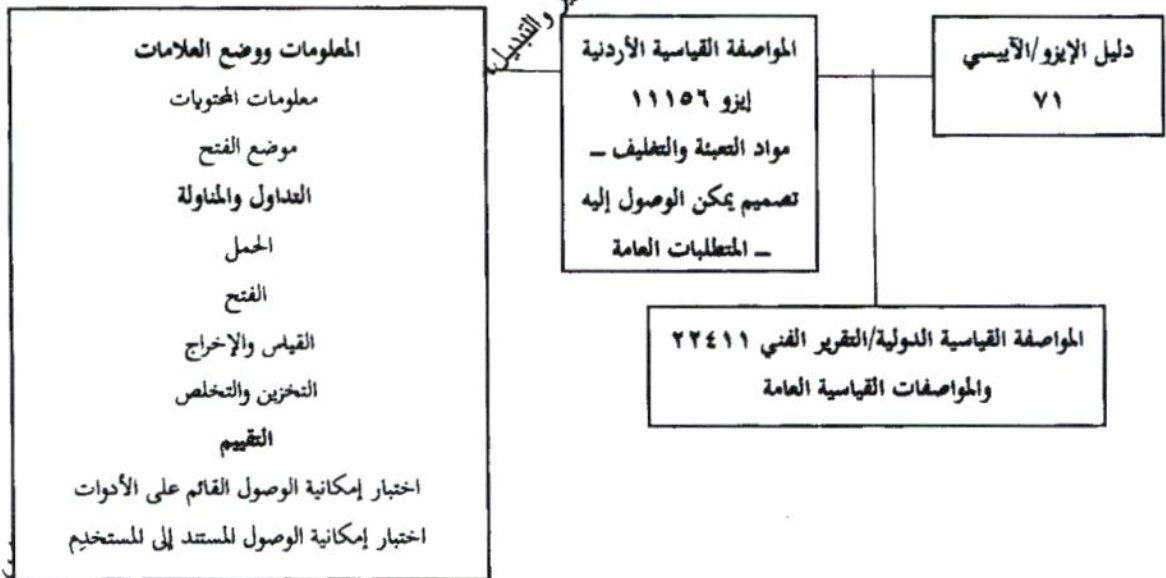 دليل الإيزو/الآييسي
٧١
المواصفة القياسية الأردنية
إيزو ١١١٥٦
مواد التعبئة والتغليف ـ
تصميم يمكن الوصول إليه
ـ المتطلبات العامة
المواصفة القياسية الدولية/التقرير الفني ٢٢٤١١
والمواصفات القياسية العامة
المعلومات ووضع العلامات
معلومات المحتويات
موضع الفتح
التداول والمناولة
الحمل
الفتح
القياس والإخراج
التخزين والتخلص
التقييم
اختبار إمكانية الوصول القائم على الأدوات
اختبار إمكانية الوصول المستند إلى المستخدِم
والتبديل